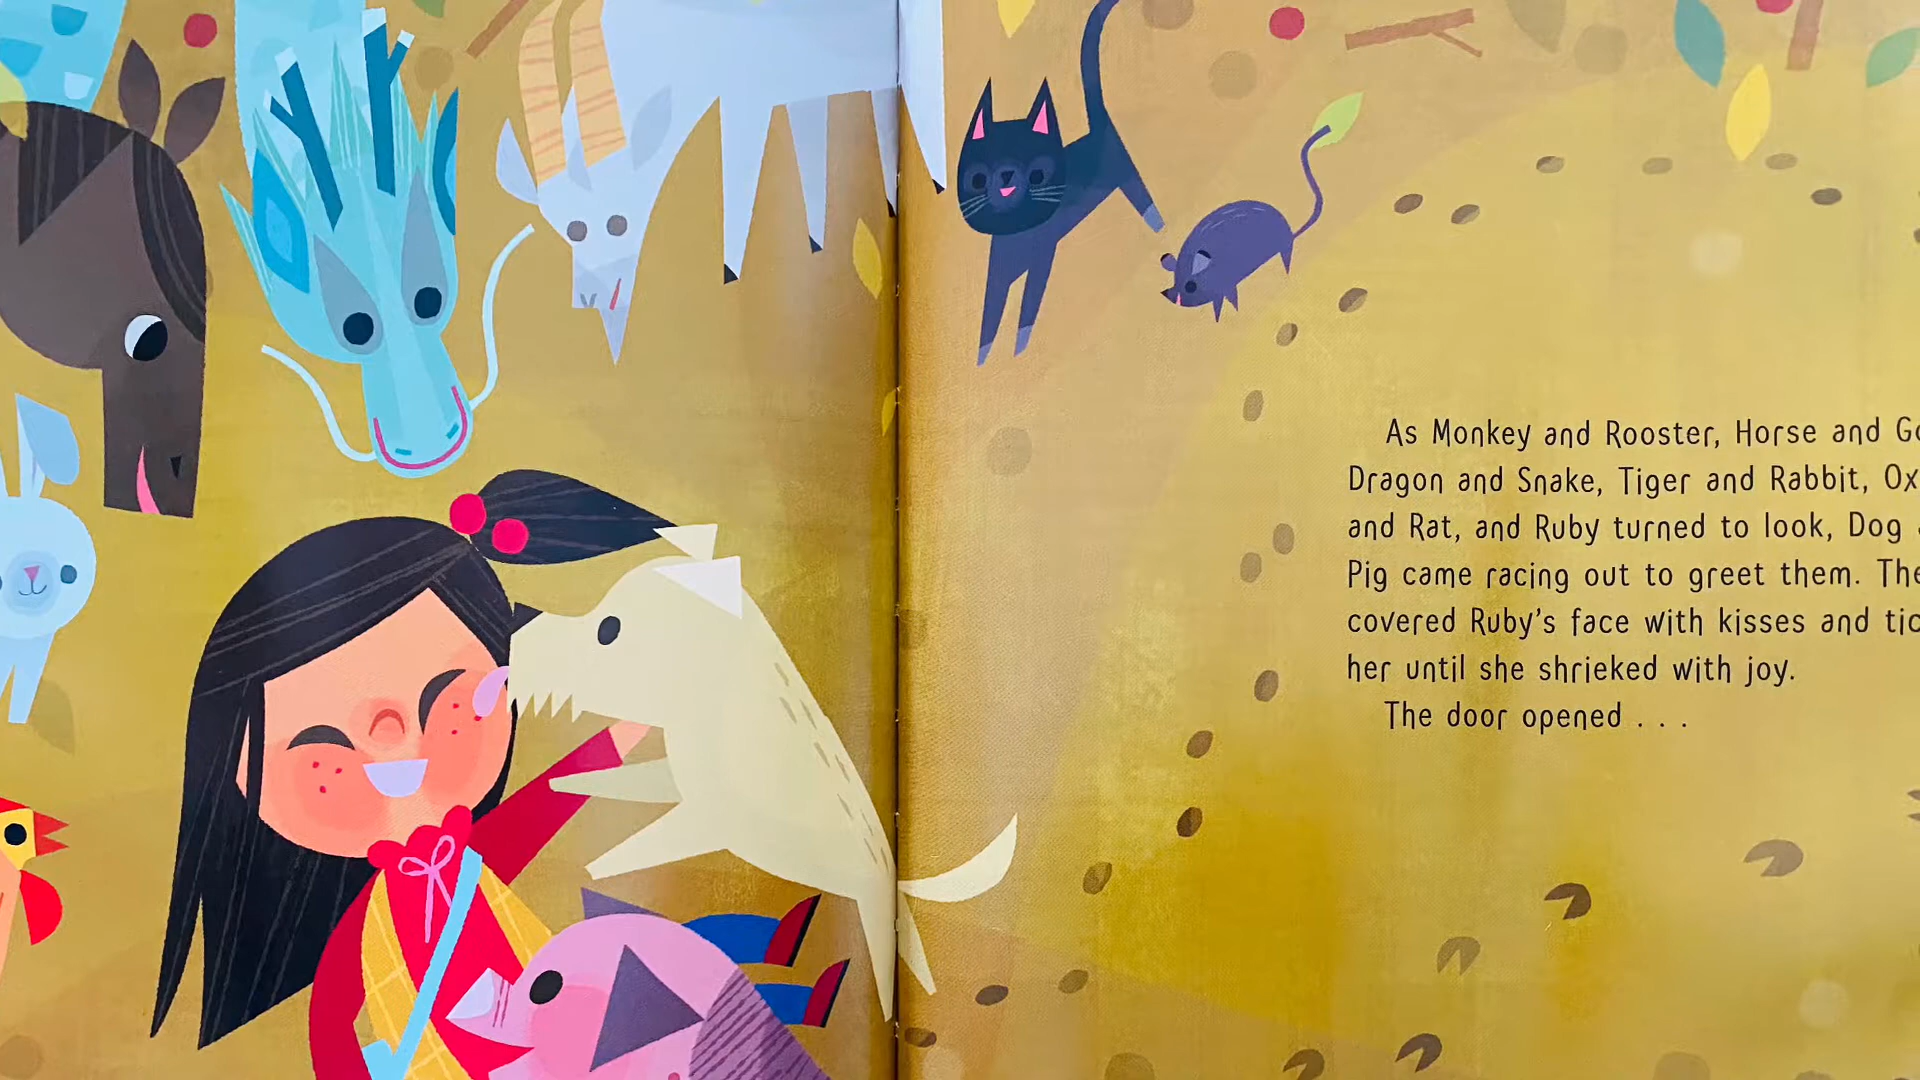 As Monkey and Rooster, Horse and
Dragon and Snake, Tiger and Rabbit, Ox
and Rat, and Ruby turned to look, Dog
Pig came racing out to greet them.
covered Ruby's face with kisses and
her until she shrieked with joy.
The door opened . . .